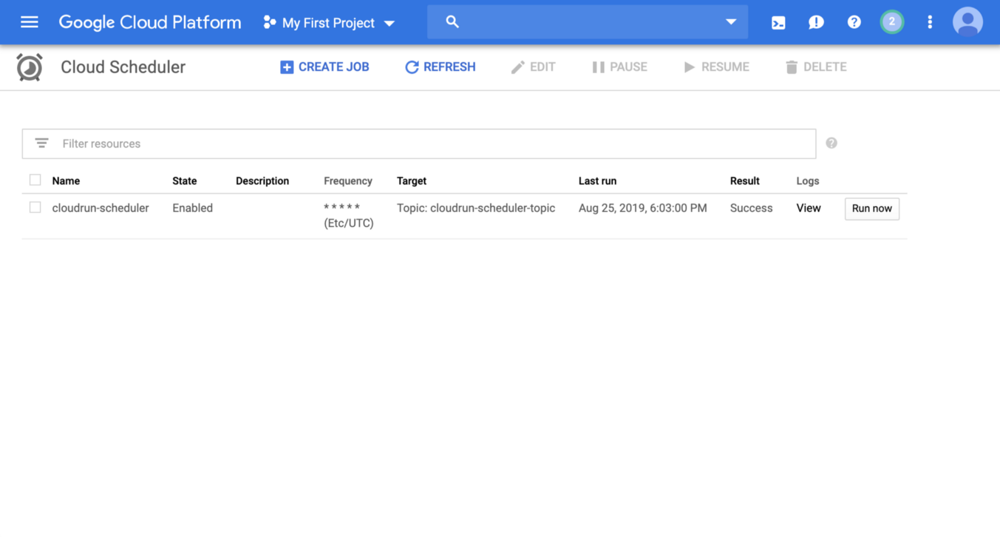 Google Cloud Platform My First Project 2
Cloud Scheduler CREATE JOB REFRESH EDIT PAUSE RESUME DELETE
Filter resources
Name State Description Frequency Target Last run Result Logs
cloudrun-scheduler Enabled * * * * * Topic: cloudrun-scheduler-topic Aug 25, 2019, 6:03:00 PM Success View Run now
(Etc/UTC)